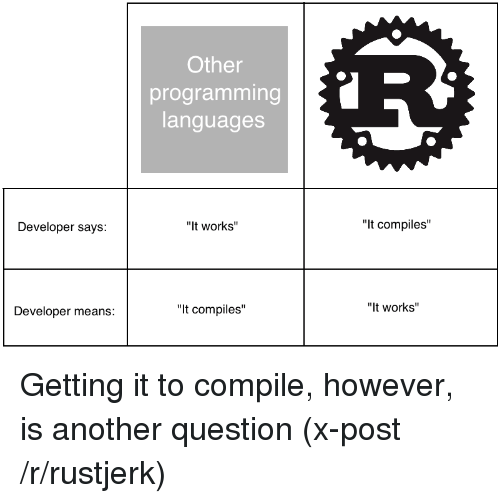 Other
programming
languages
R
Developer says:
"It works"
"It compiles"
Developer means:
"It compiles"
"It works"
Getting it to compile, however,
is another question (x-post
/r/rustjerk)